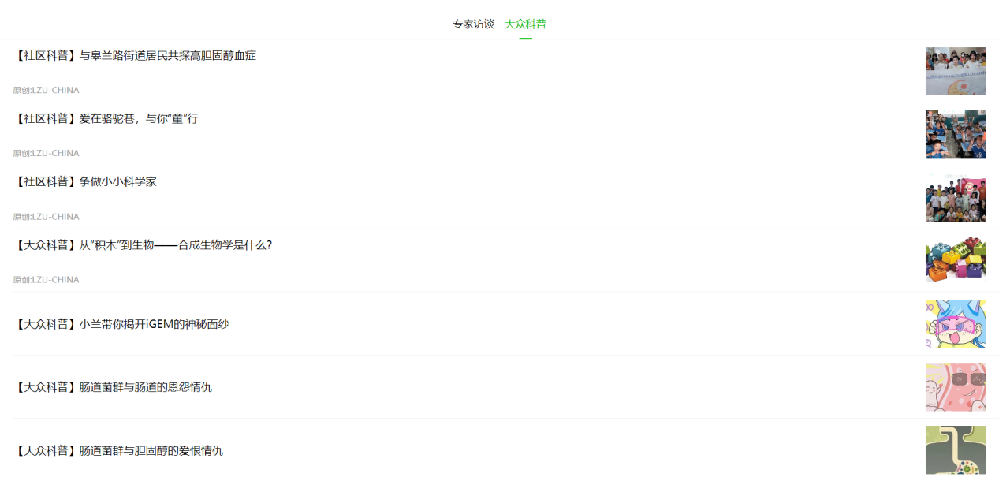 专家访谈 大众科普
【社区科普】与皋兰路街道居民共探高胆固醇血症
原创:LZU-CHINA
【社区科普】爱在骆驼巷，与你“童”行
原创:LZU-CHINA
【社区科普】争做小小科学家
原创:LZU-CHINA
【大众科普】从“积木”到生物——合成生物学是什么?
原创:LZU-CHINA
【大众科普】小兰带你揭开iGEM的神秘面纱
【大众科普】肠道菌群与肠道的恩怨情仇
【大众科普】肠道菌群与胆固醇的爱恨情仇